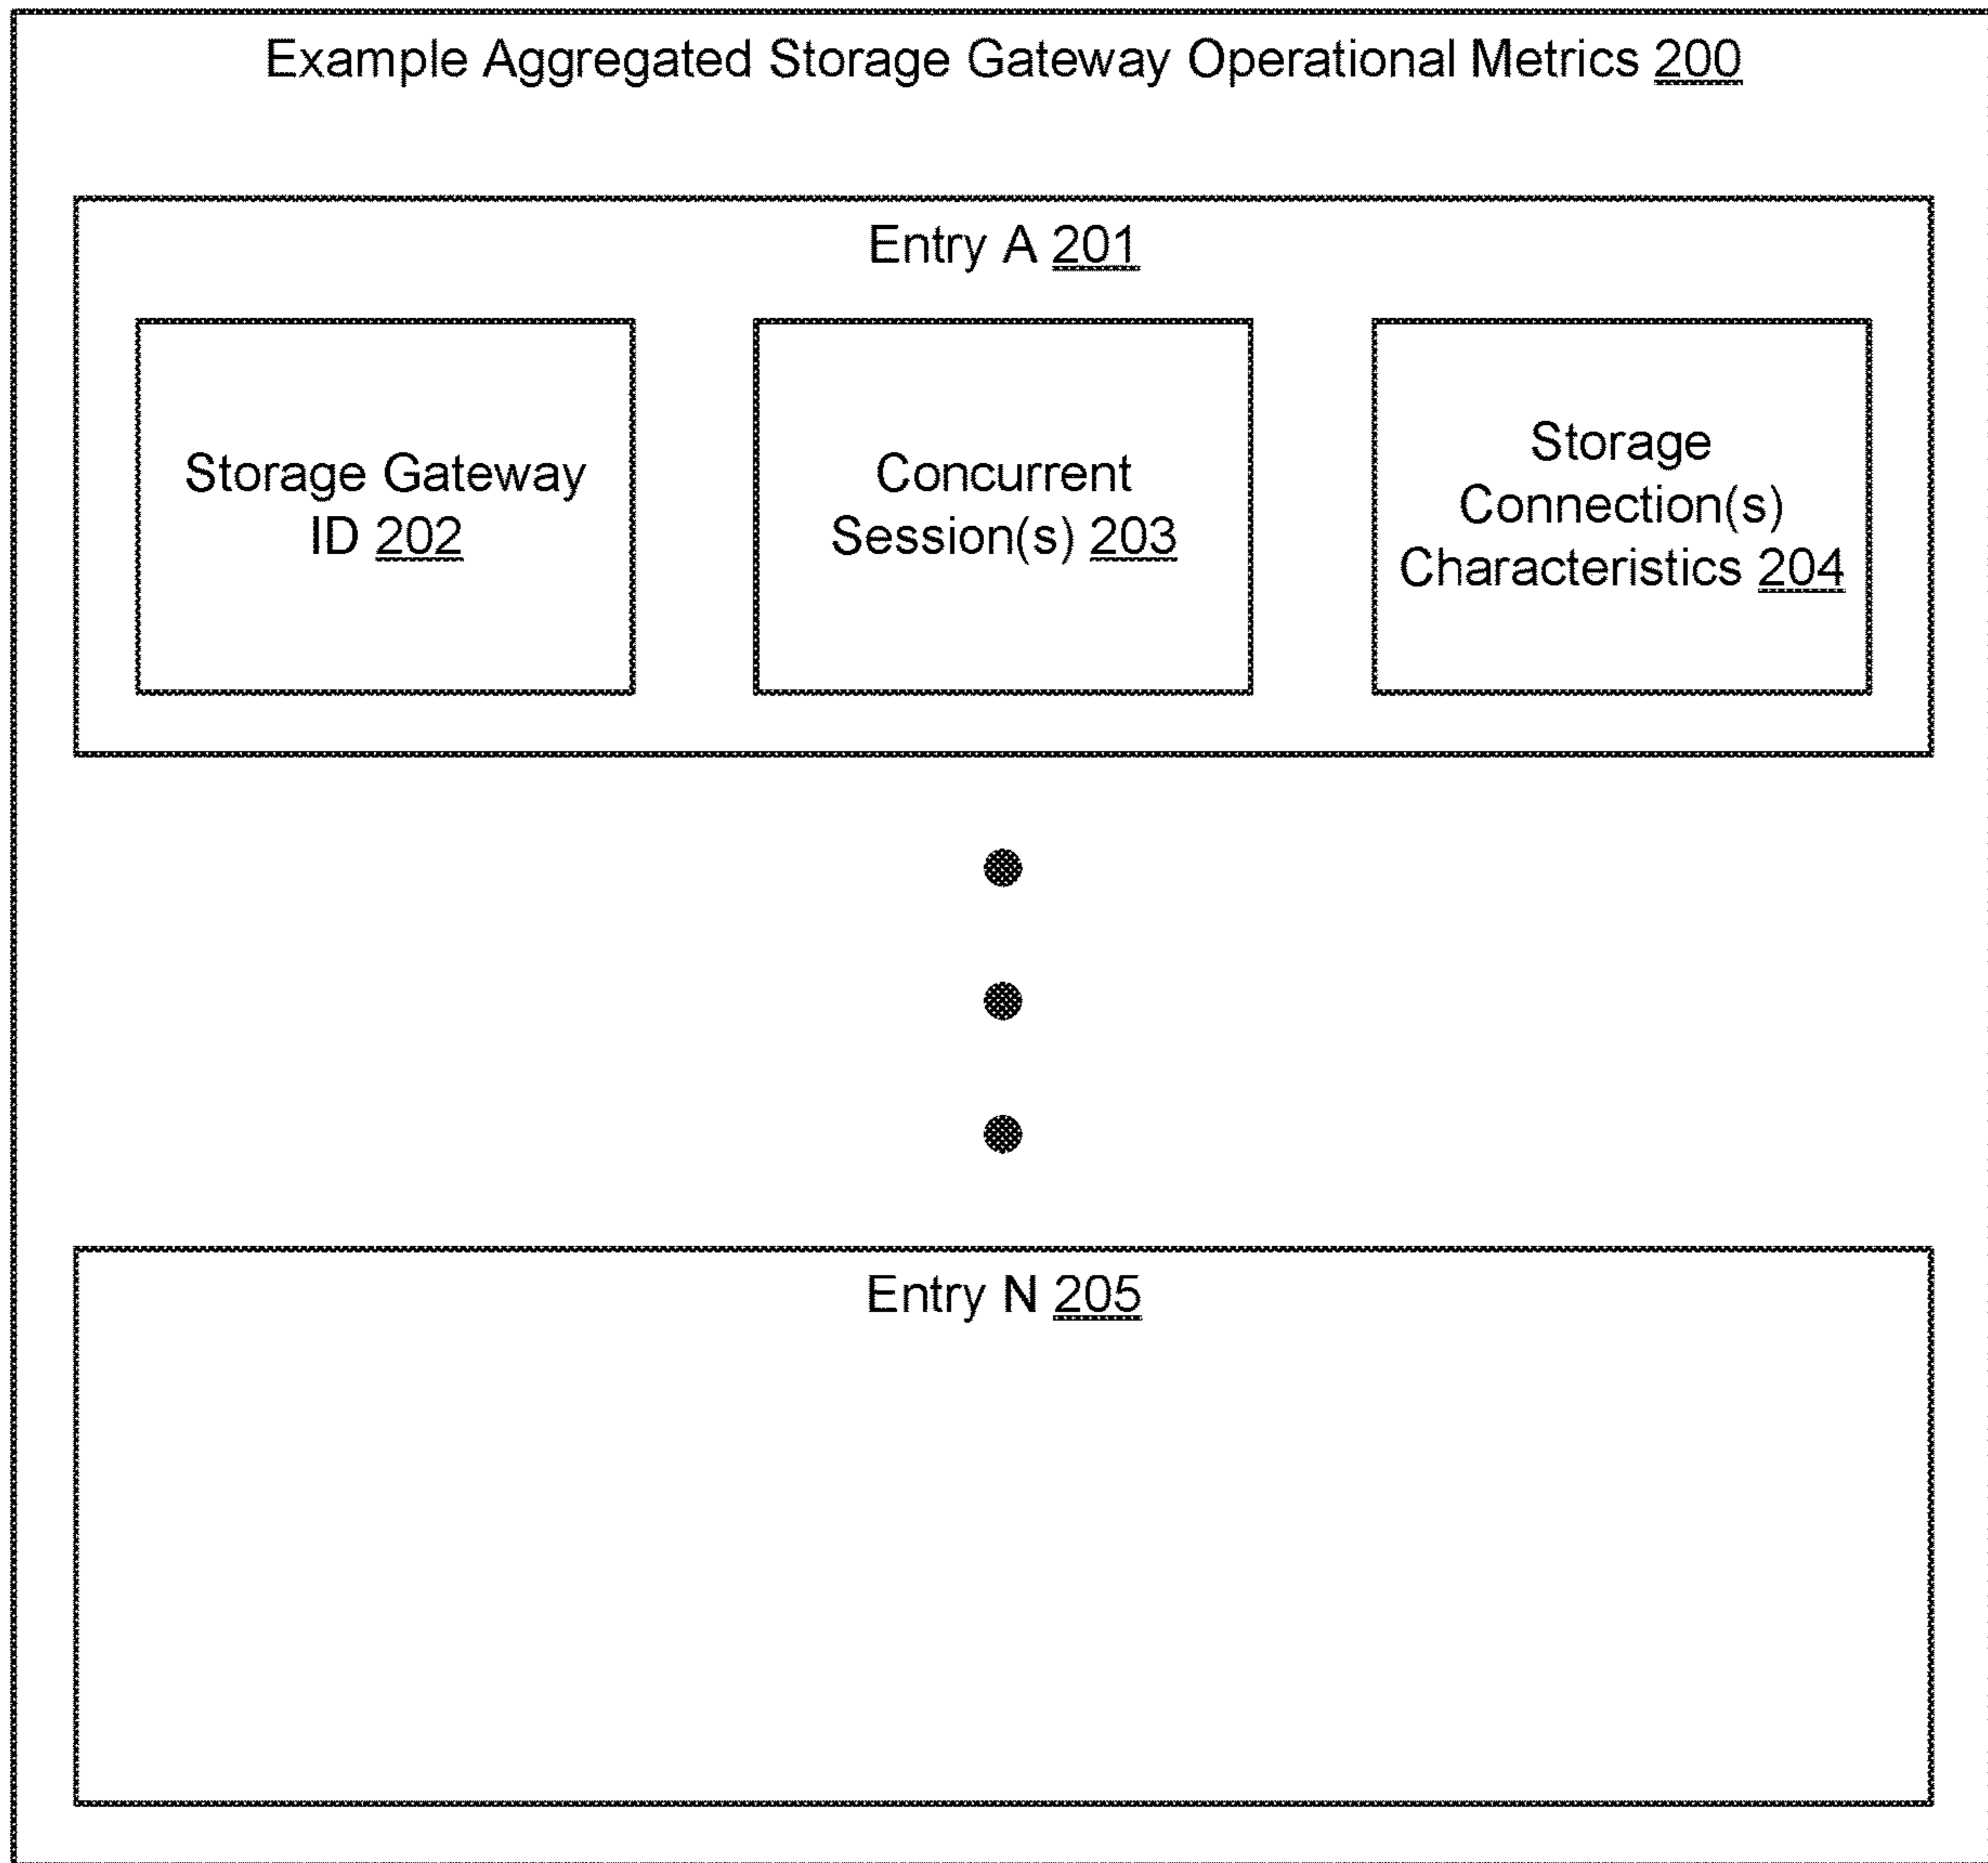 Example Aggregated Storage Gateway Operational Metrics 200
Entry A 201
Storage Gateway
ID 202
Concurrent
Session(s) 203
Storage
Connection(s)
Characteristics 204
Entry N 205